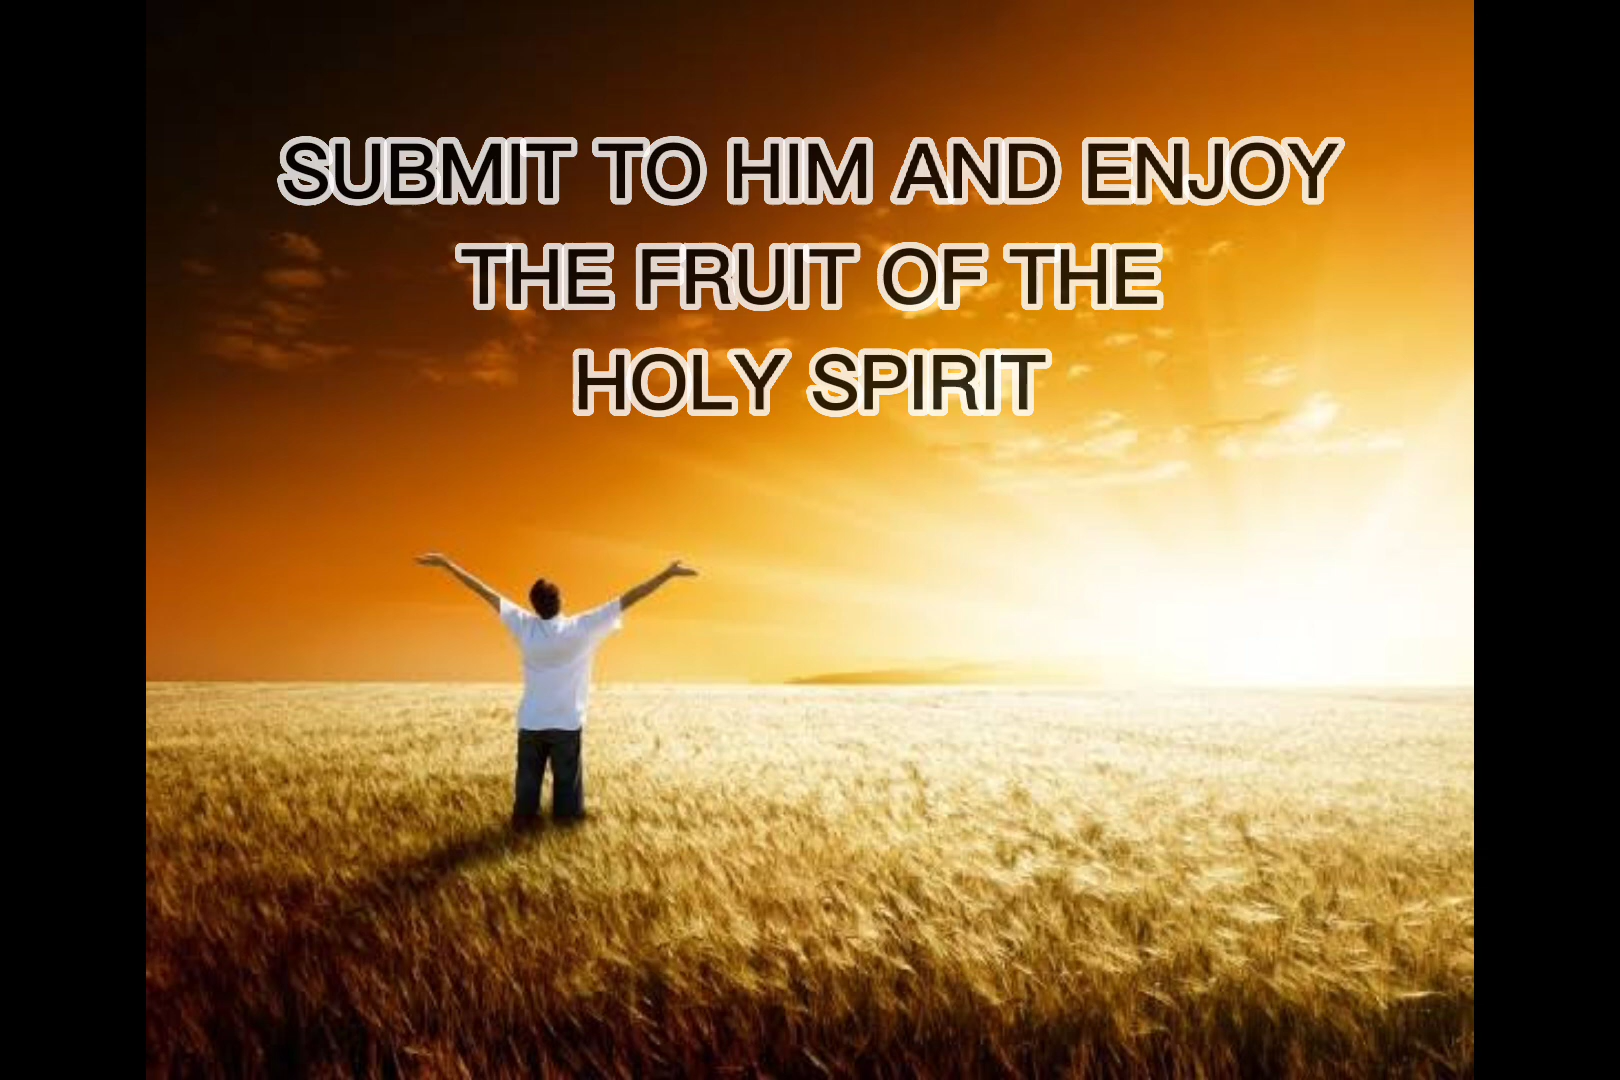 SUBMIT TO HIM AND ENJOY
THE FRUIT OF THE
HOLY SPIRIT